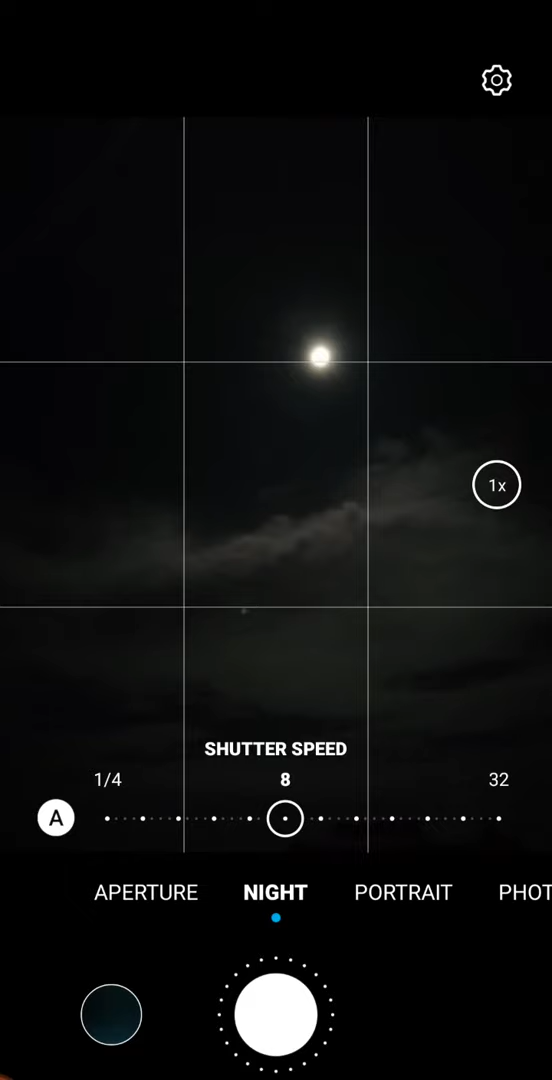 1x
SHUTTER SPEED
1/4 8 32
A
APERTURE NIGHT PORTRAIT PHOT